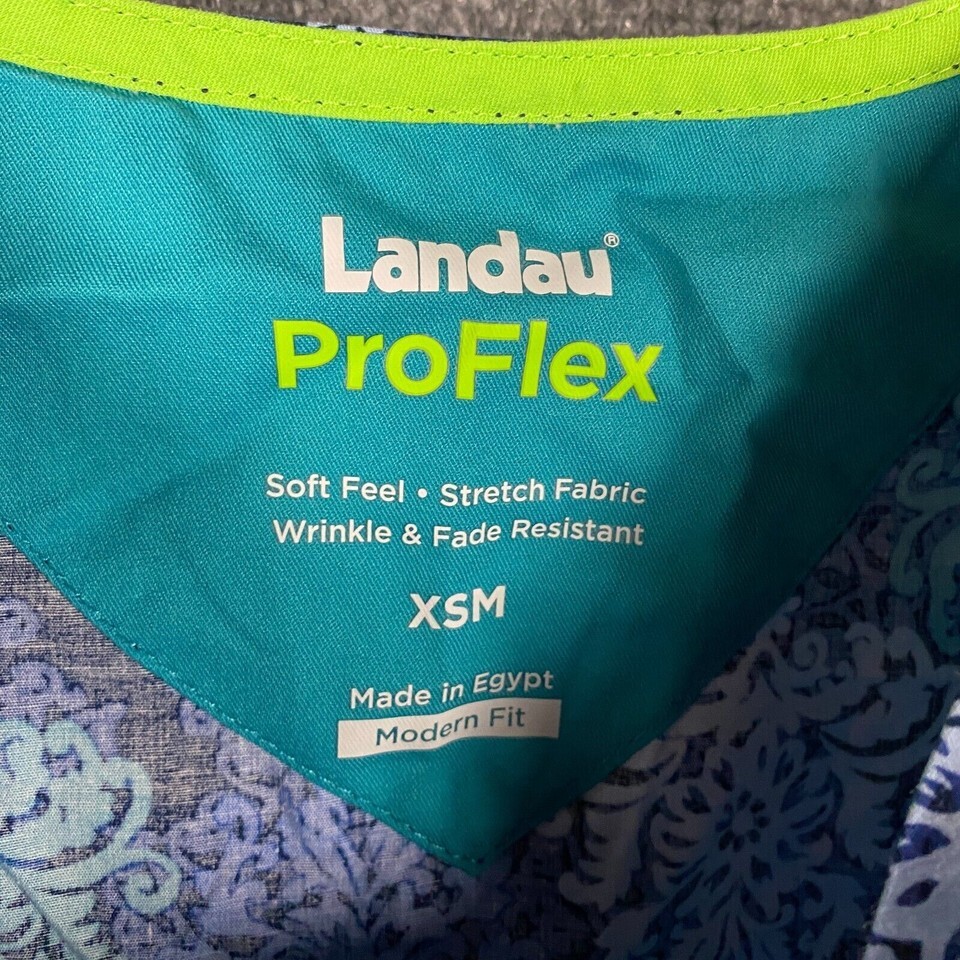 Landau®
ProFlex
Soft Feel • Stretch Fabric
Wrinkle & Fade Resistant
XSM
Made in Egypt
Modern Fit